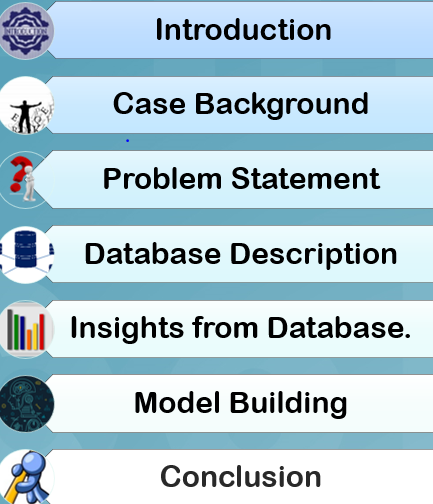 Introduction
Case Background
Problem Statement
Database Description
Insights from Database.
Model Building
Conclusion